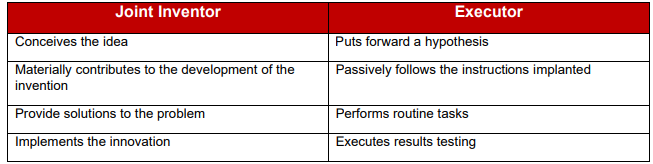 Joint Inventor Executor
Conceives the idea Puts forward a hypothesis
Materially contributes to the development of the Passively follows the instructions implanted
invention
Provide solutions to the problem Performs routine tasks
Implements the innovation Executes results testing